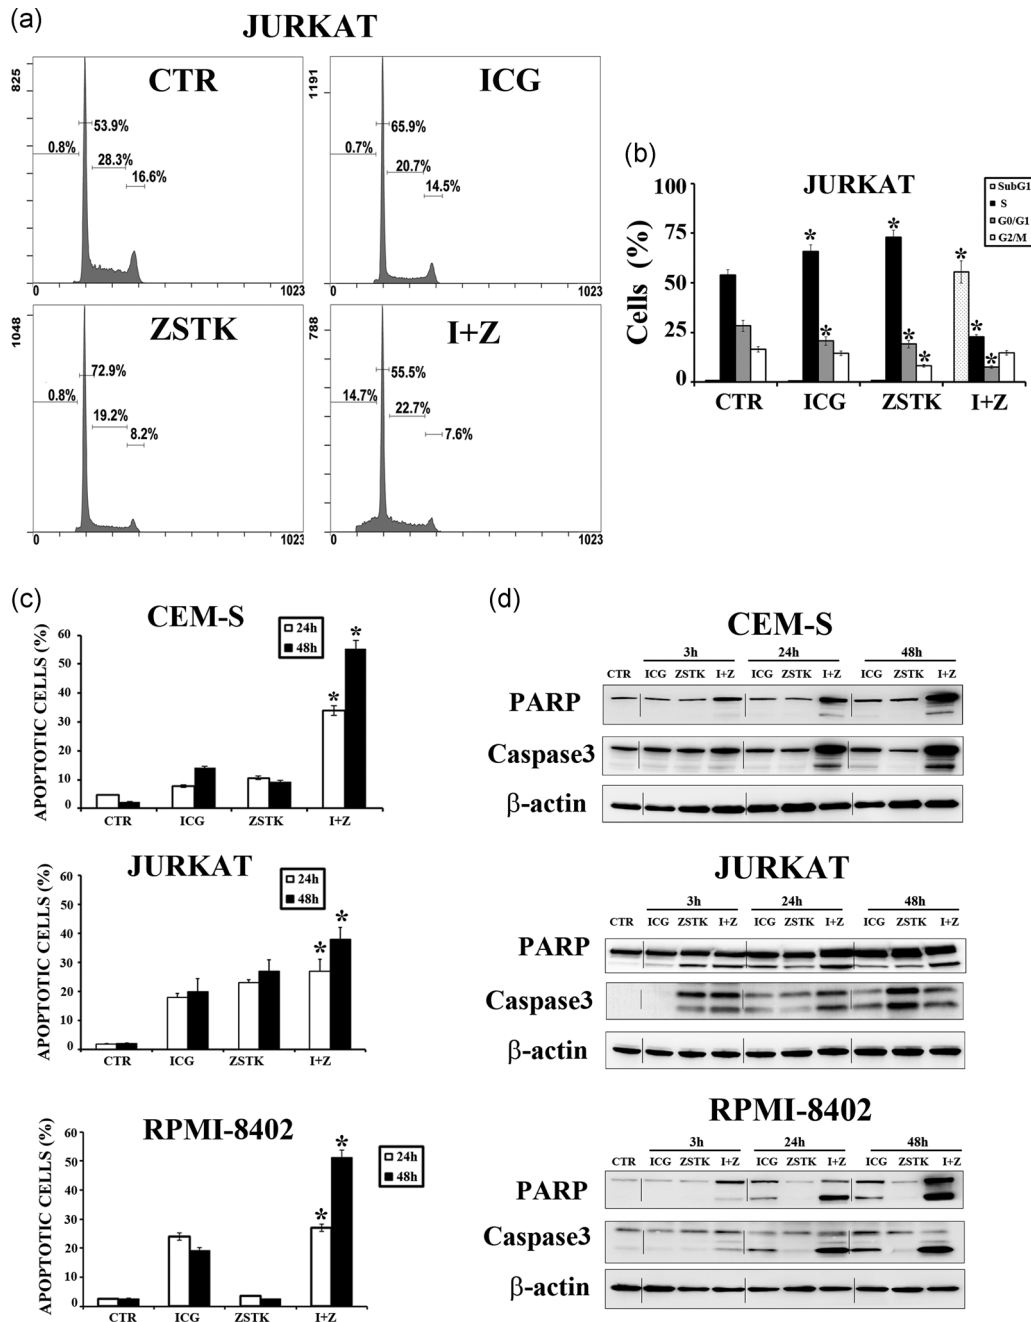 (a)
JURKAT
825
CTR
53.9%
0.8%
28.3%
16.6%
0
1023
1191
ICG
65.9%
0.7%
20.7%
14.5%
0
1023
1048
ZSTK
72.9%
0.8%
19.2%
8.2%
0
1023
788
I+Z
55.5%
14.7%
22.7%
7.6%
0
1023
(b)
JURKAT
SubG1
S
G0/G1
G2/M
Cells (%)
100
75
50
25
0
* * * * * * * *
CTR ICG ZSTK I+Z
(c)
CEM-S
24h
48h
APOPTOTIC CELLS (%)
60
50
40
30
20
10
0
* *
CTR ICG ZSTK I+Z
JURKAT
24h
48h
APOPTOTIC CELLS (%)
60
50
40
30
20
10
0
* *
CTR ICG ZSTK I+Z
RPMI-8402
24h
48h
APOPTOTIC CELLS (%)
60
50
40
30
20
10
0
* *
CTR ICG ZSTK I+Z
(d)
CEM-S
3h 24h 48h
CTR ICG ZSTK I+Z ICG ZSTK I+Z ICG ZSTK I+Z
PARP
Caspase3
β-actin
JURKAT
3h 24h 48h
CTR ICG ZSTK I+Z ICG ZSTK I+Z ICG ZSTK I+Z
PARP
Caspase3
β-actin
RPMI-8402
3h 24h 48h
CTR ICG ZSTK I+Z ICG ZSTK I+Z ICG ZSTK I+Z
PARP
Caspase3
β-actin